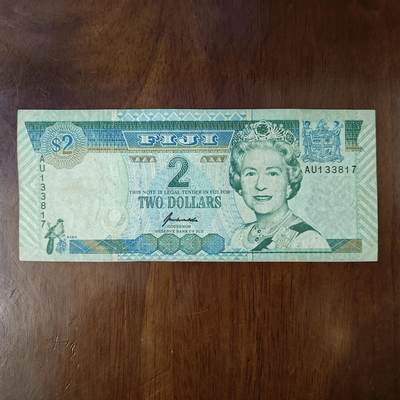 FIJI
$2
AU133817
2
THIS NOTE IS LEGAL TENDER IN FIJI FOR
TWO DOLLARS
GOVERNOR
RESERVE BANK OF FIJI
AU133817